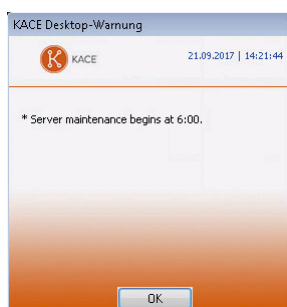 KACE Desktop-Warnung
KACE
21.09.2017 | 14:21:44
* Server maintenance begins at 6:00.
OK